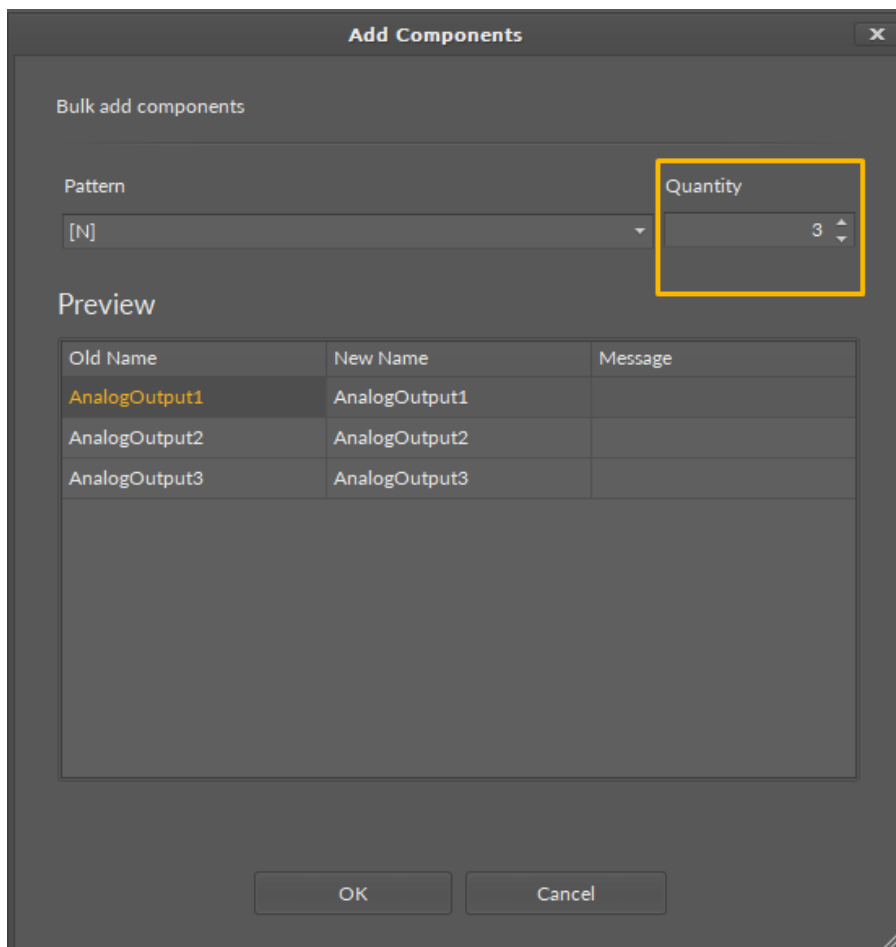 Add Components
Bulk add components
Pattern Quantity
[N] 3
Preview
Old Name New Name Message
AnalogOutput1 AnalogOutput1
AnalogOutput2 AnalogOutput2
AnalogOutput3 AnalogOutput3
OK Cancel